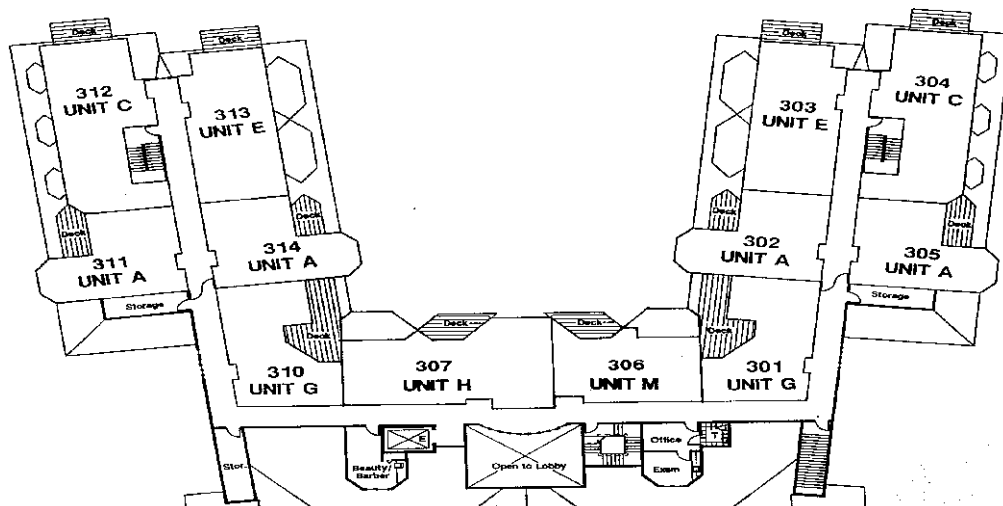 Deck
Deck
Deck
Deck
312
UNIT C
313
UNIT E
303
UNIT E
304
UNIT C
Deck
Deck
Deck
Deck
311
UNIT A
314
UNIT A
302
UNIT A
305
UNIT A
Storage
Storage
Deck
Deck
Deck
Deck
310
UNIT G
307
UNIT H
306
UNIT M
301
UNIT G
E
Office
T
Stor.
Beauty/
Barber
Open to Lobby
Exam